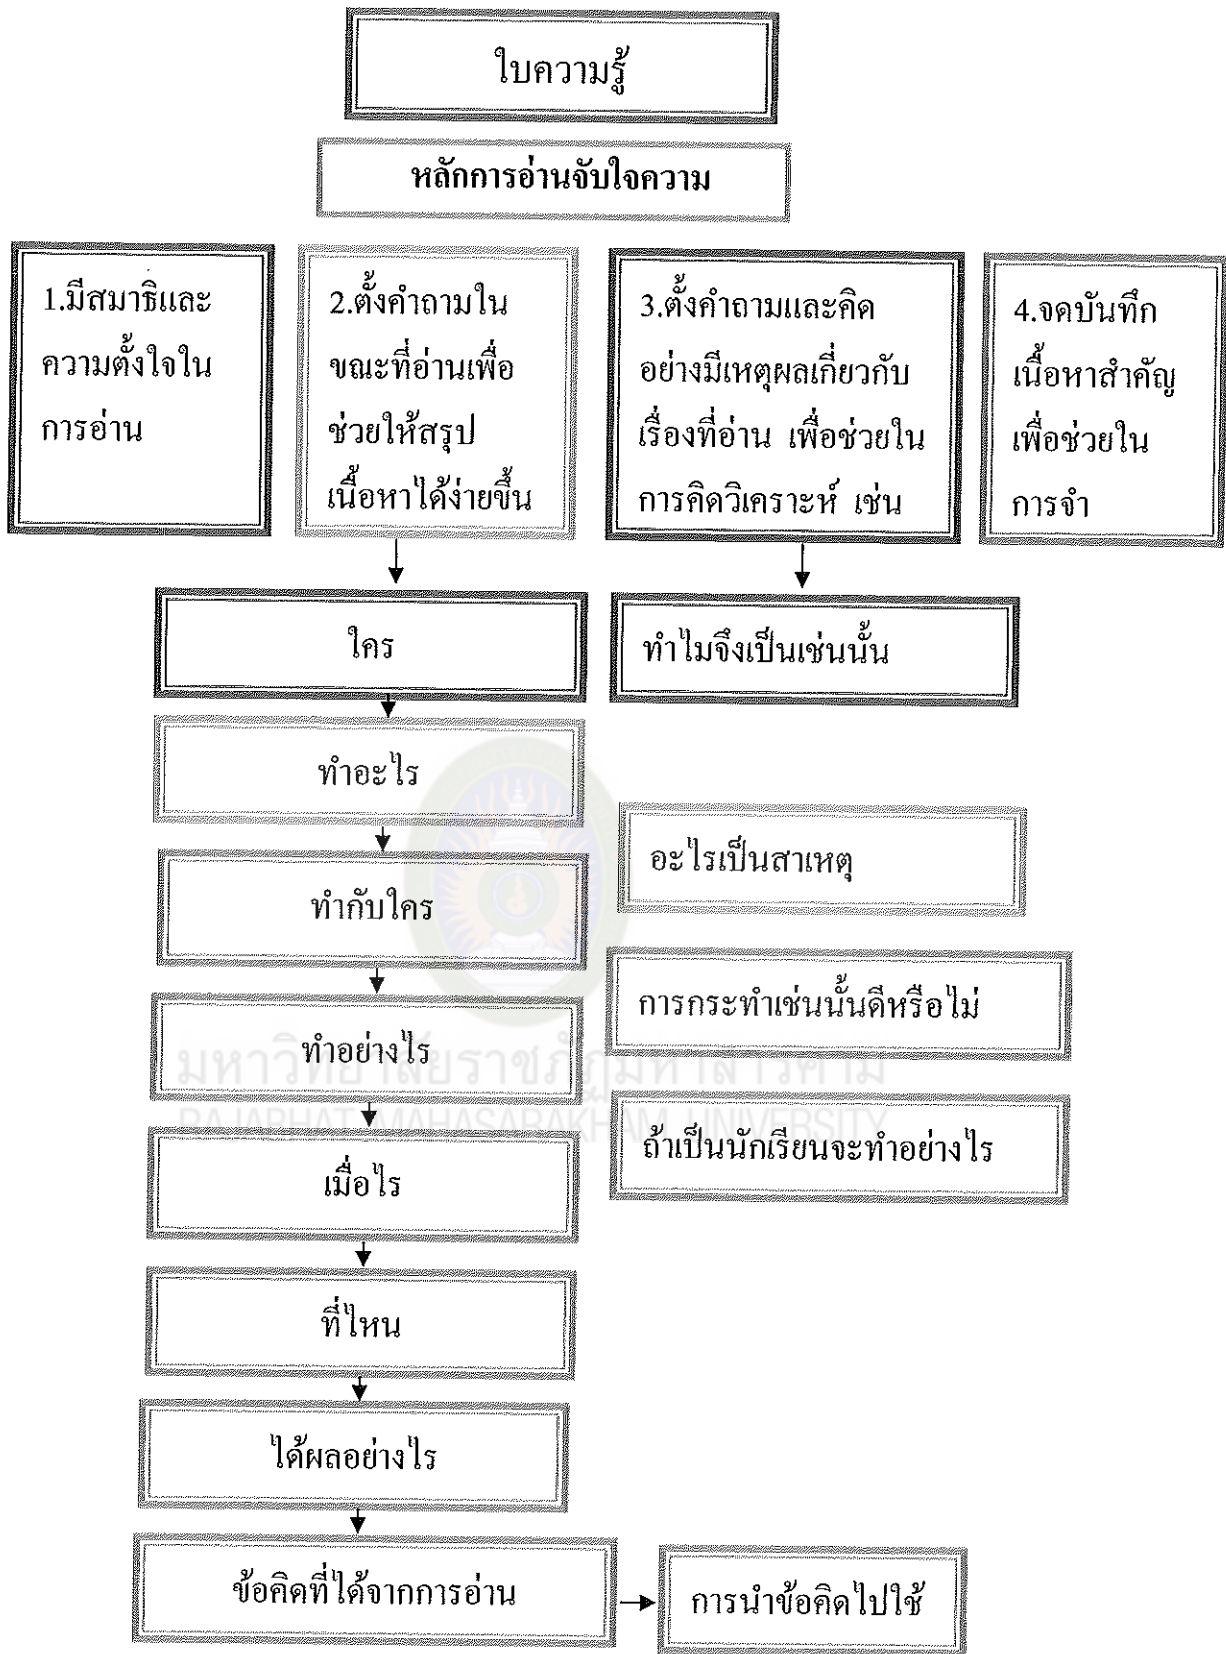 ใบความรู้
หลักการอ่านจับใจความ
1.มีสมาธิและ
ความตั้งใจใน
การอ่าน
2.ตั้งคำถามใน
ขณะที่อ่านเพื่อ
ช่วยให้สรุป
เนื้อหาได้ง่ายขึ้น
3.ตั้งคำถามและคิด
อย่างมีเหตุผลเกี่ยวกับ
เรื่องที่อ่าน เพื่อช่วยใน
การคิดวิเคราะห์ เช่น
4.จดบันทึก
เนื้อหาสำคัญ
เพื่อช่วยใน
การจำ
ใคร
ทำอะไร
ทำกับใคร
ทำอย่างไร
เมื่อไร
ที่ไหน
ได้ผลอย่างไร
ข้อคิดที่ได้จากการอ่าน
การนำข้อคิดไปใช้
ทำไมจึงเป็นเช่นนั้น
อะไรเป็นสาเหตุ
การกระทำเช่นนั้นดีหรือไม่
ถ้าเป็นนักเรียนจะทำอย่างไร
มหาวิทยาลัยราชภัฏมหาสารคาม
RAJABHAT MAHASARAKHAM UNIVERSITY